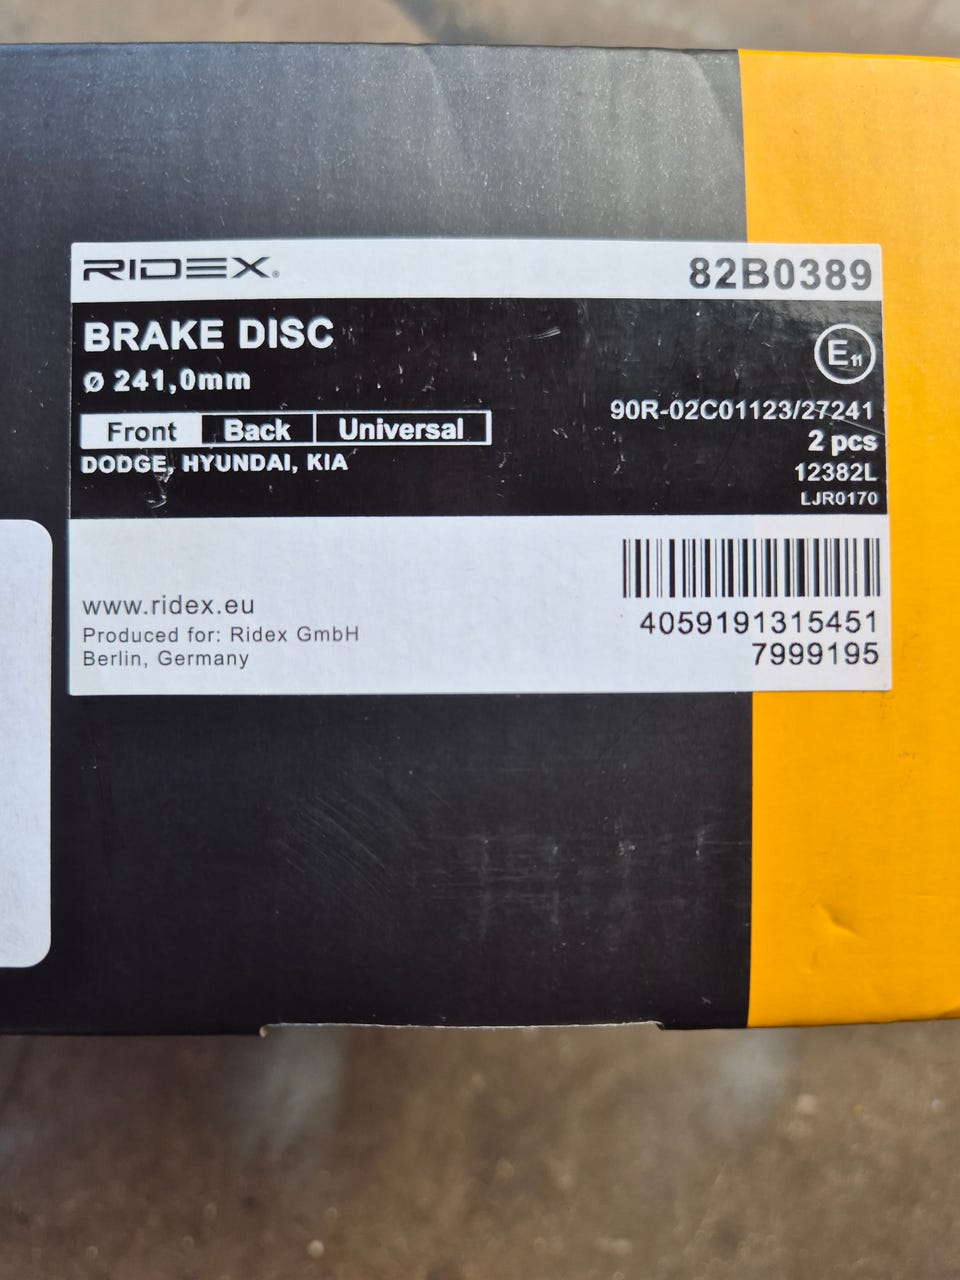 RIDEX®
82B0389
BRAKE DISC
ø 241,0mm
E11
Front Back Universal
90R-02C01123/27241
2 pcs
DODGE, HYUNDAI, KIA
12382L
LJR0170
www.ridex.eu
Produced for: Ridex GmbH
Berlin, Germany
4059191315451
7999195